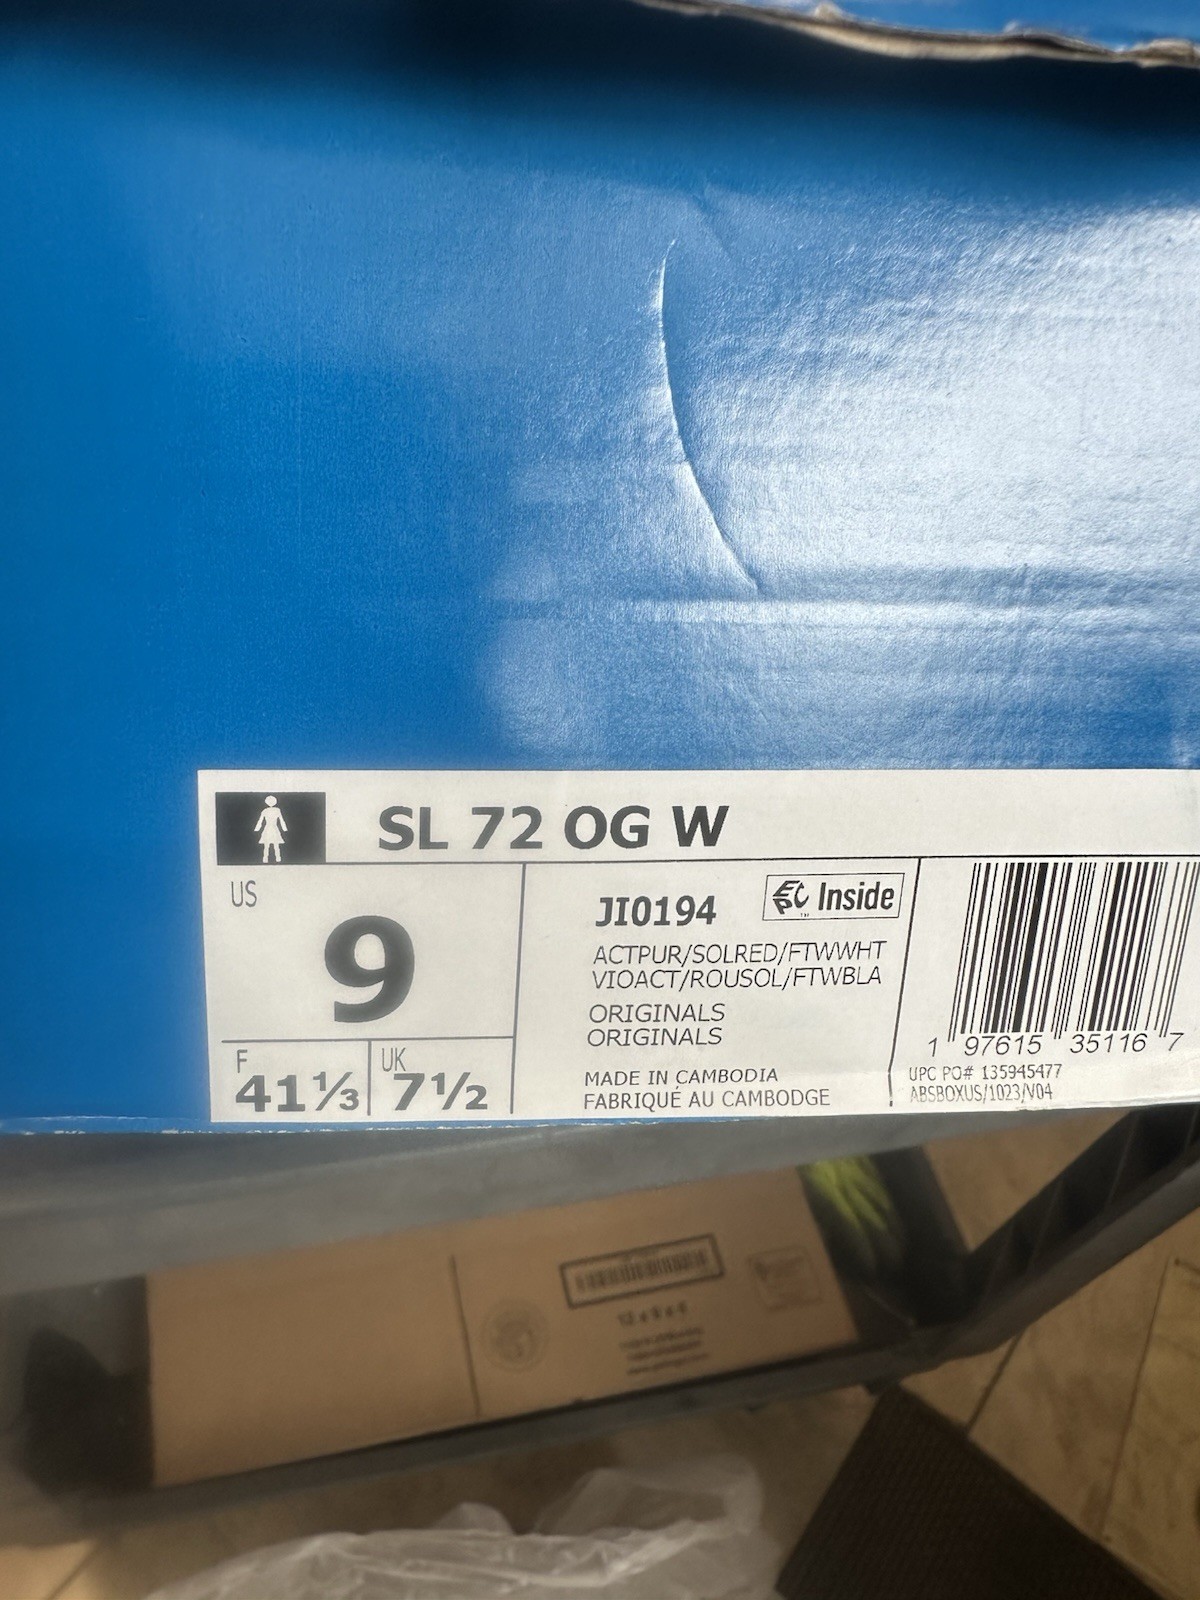 SL 72 OG W
US
9
F
41⅓
UK
7½
JI0194
EPC Inside
ACTPUR/SOLRED/FTWWHT
VIOACT/ROUSOL/FTWBLA
ORIGINALS
ORIGINALS
MADE IN CAMBODIA
FABRIQUÉ AU CAMBODGE
1 97615 35116 7
UPC PO# 135945477
ABSBOXUS/1023/V04